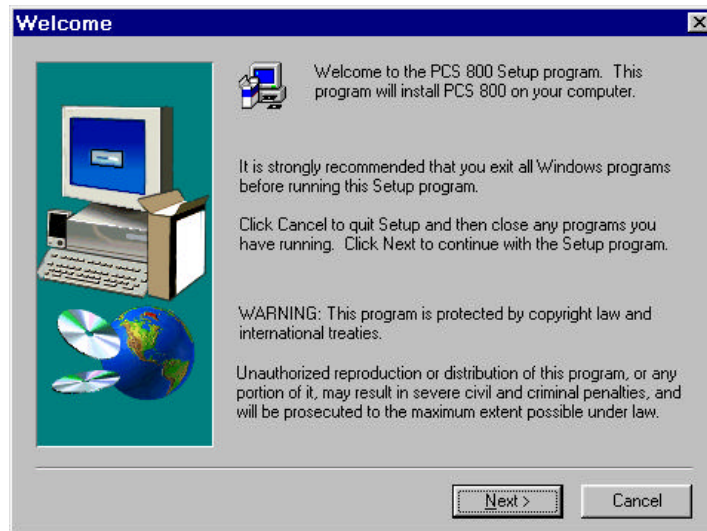 Welcome
Welcome to the PCS 800 Setup program. This
program will install PCS 800 on your computer.
It is strongly recommended that you exit all Windows programs
before running this Setup program.
Click Cancel to quit Setup and then close any programs you
have running. Click Next to continue with the Setup program.
WARNING: This program is protected by copyright law and
international treaties.
Unauthorized reproduction or distribution of this program, or any
portion of it, may result in severe civil and criminal penalties, and
will be prosecuted to the maximum extent possible under law.
Next >
Cancel